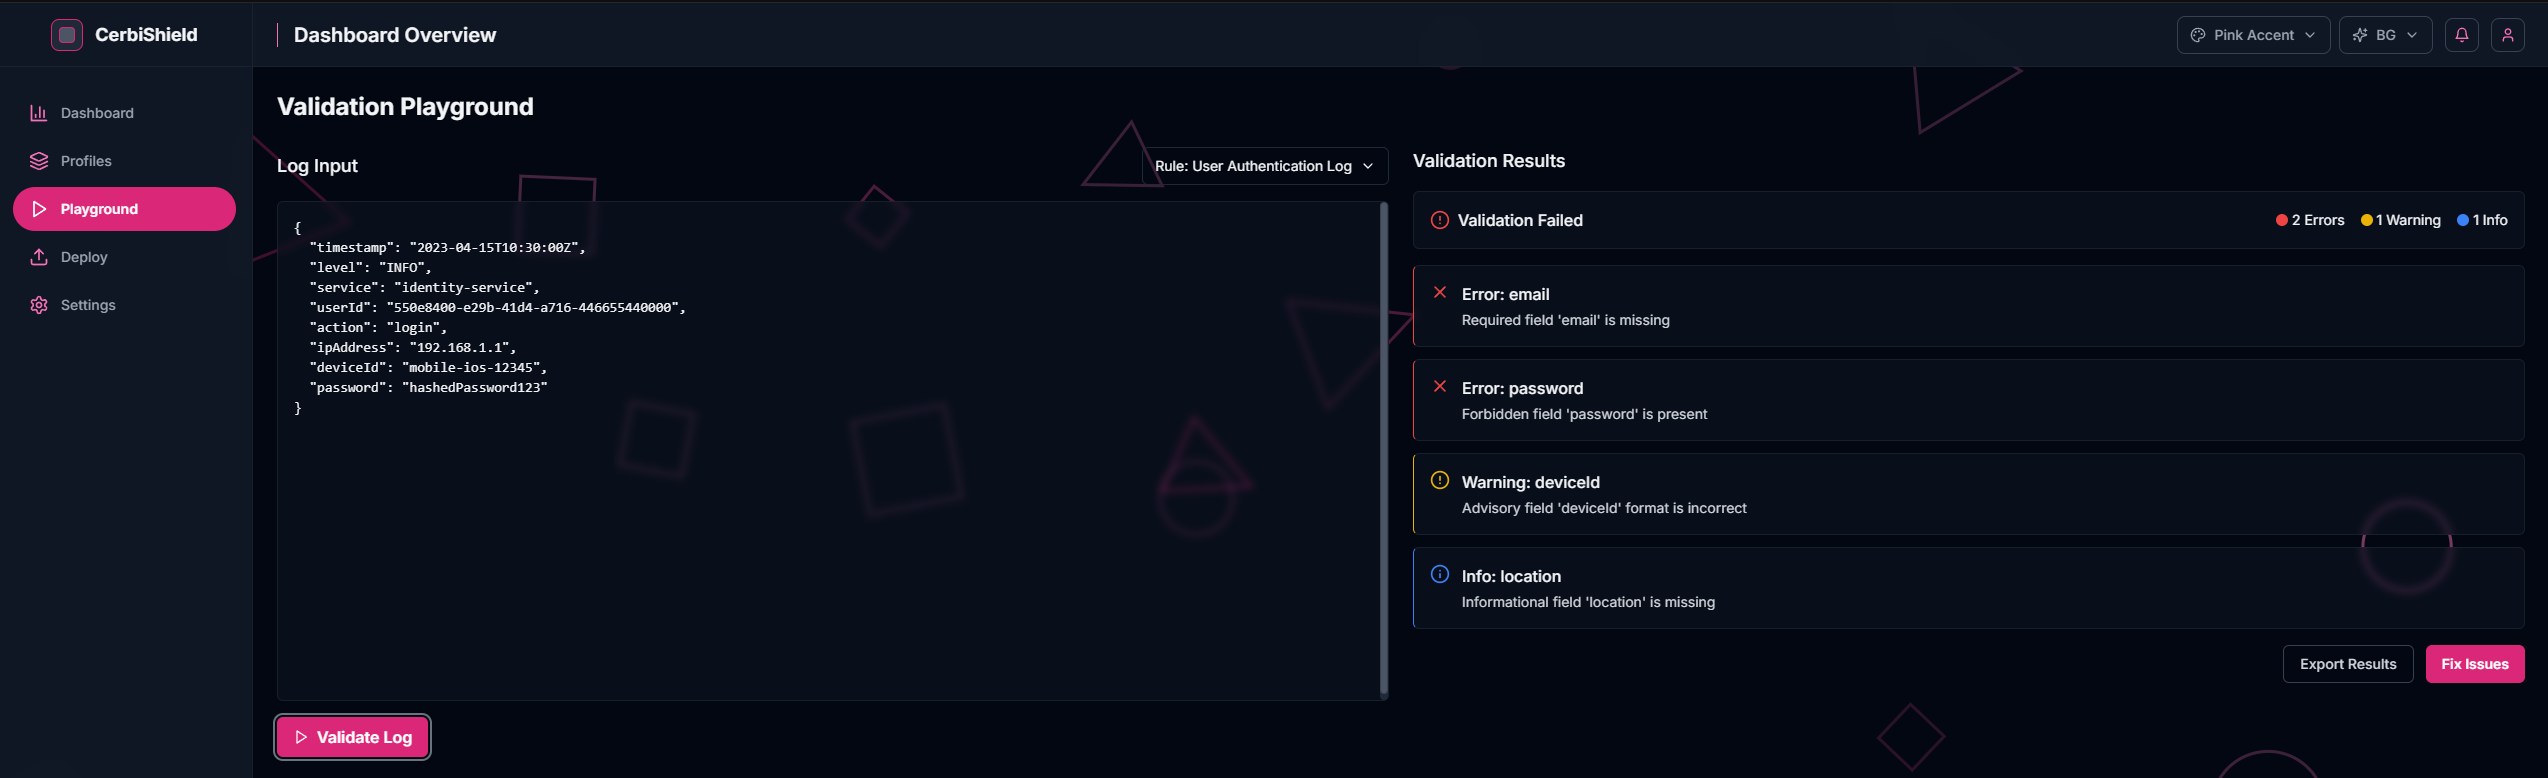 CerbiShield
Dashboard Overview
Pink Accent
BG
Dashboard
Profiles
Playground
Deploy
Settings
Validation Playground
Log Input
Rule: User Authentication Log
{
"timestamp": "2023-04-15T10:30:00Z",
"level": "INFO",
"service": "identity-service",
"userId": "550e8400-e29b-41d4-a716-446655440000",
"action": "login",
"ipAddress": "192.168.1.1",
"deviceId": "mobile-ios-12345",
"password": "hashedPassword123"
}
Validate Log
Validation Results
Validation Failed
2 Errors
1 Warning
1 Info
Error: email
Required field 'email' is missing
Error: password
Forbidden field 'password' is present
Warning: deviceId
Advisory field 'deviceId' format is incorrect
Info: location
Informational field 'location' is missing
Export Results
Fix Issues